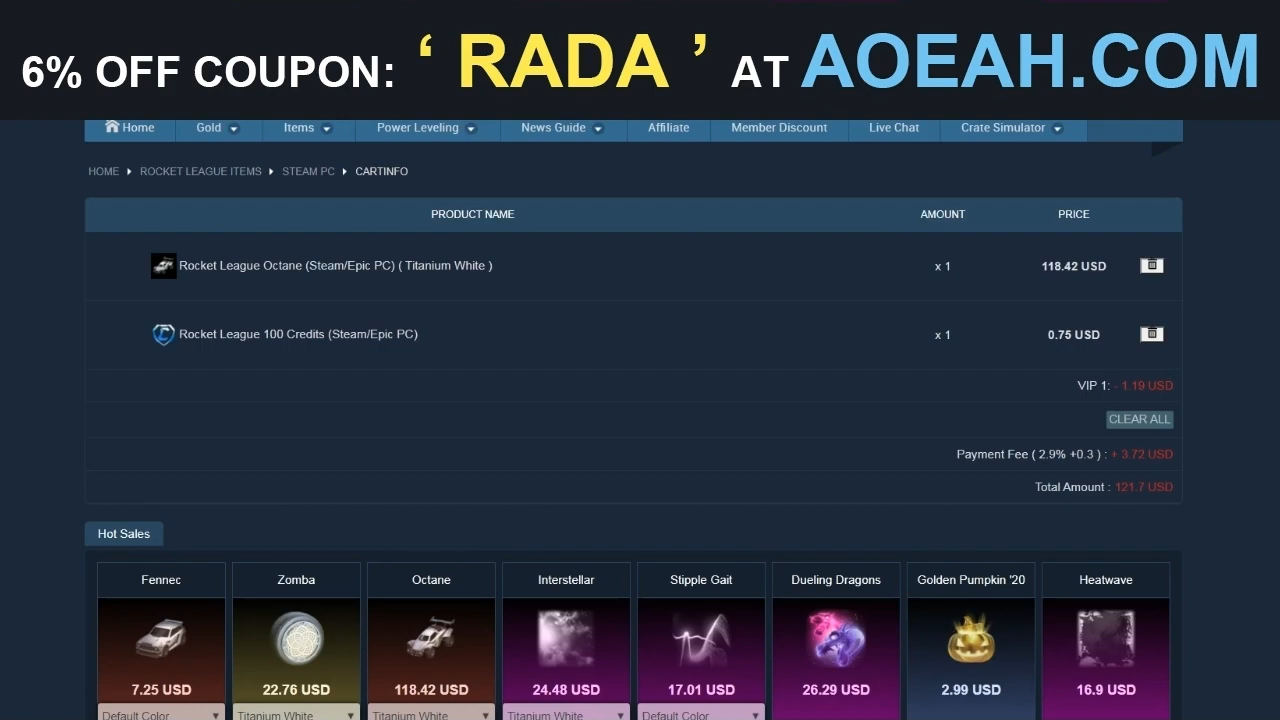 6% OFF COUPON: ‘ RADA ’ AT AOEAH.COM
Home Gold Items Power Leveling News Guide Affiliate Member Discount Live Chat Crate Simulator
HOME ROCKET LEAGUE ITEMS STEAM PC CARTINFO
PRODUCT NAME AMOUNT PRICE
Rocket League Octane (Steam/Epic PC) ( Titanium White ) x 1 118.42 USD
Rocket League 100 Credits (Steam/Epic PC) x 1 0.75 USD
VIP 1: - 1.19 USD
CLEAR ALL
Payment Fee ( 2.9% +0.3 ) : + 3.72 USD
Total Amount : 121.7 USD
Hot Sales
Fennec Zomba Octane Interstellar Stipple Gait Dueling Dragons Golden Pumpkin '20 Heatwave
7.25 USD 22.76 USD 118.42 USD 24.48 USD 17.01 USD 26.29 USD 2.99 USD 16.9 USD
Default Color Titanium White Titanium White Titanium White Default Color